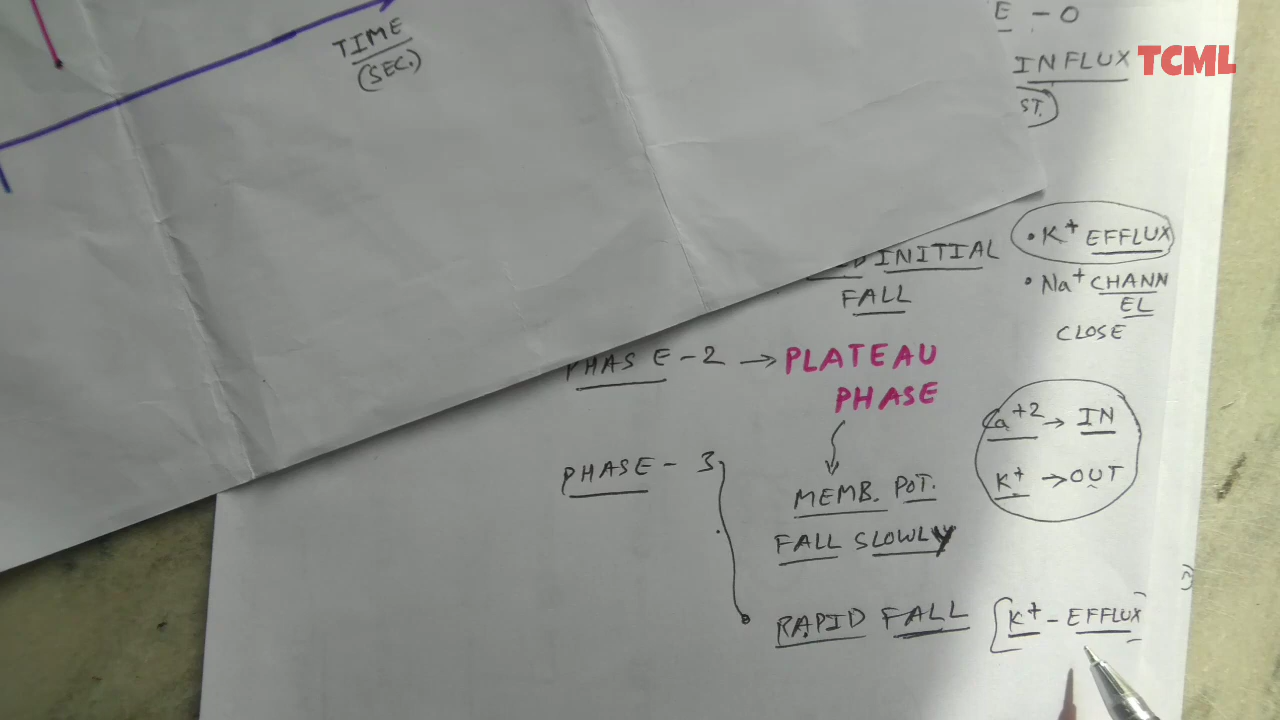 TIME
(SEC.)
E - 0
INFLUX
ST.
TCML
INITIAL
FALL
• K+ EFFLUX
• Na+ CHANN
EL
CLOSE
PHASE - 2 → PLATEAU
PHASE
Ca+2 → IN
K+ → OUT
PHASE - 3
MEMB. POT.
FALL SLOWLY
RAPID FALL [K+ - EFFLUX]